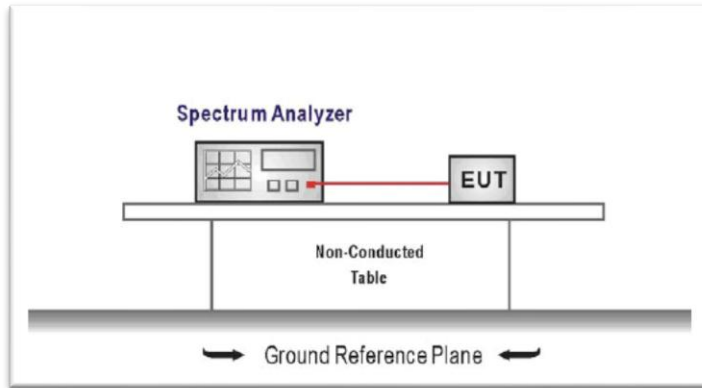 Spectrum Analyzer
EUT
Non-Conducted
Table
Ground Reference Plane